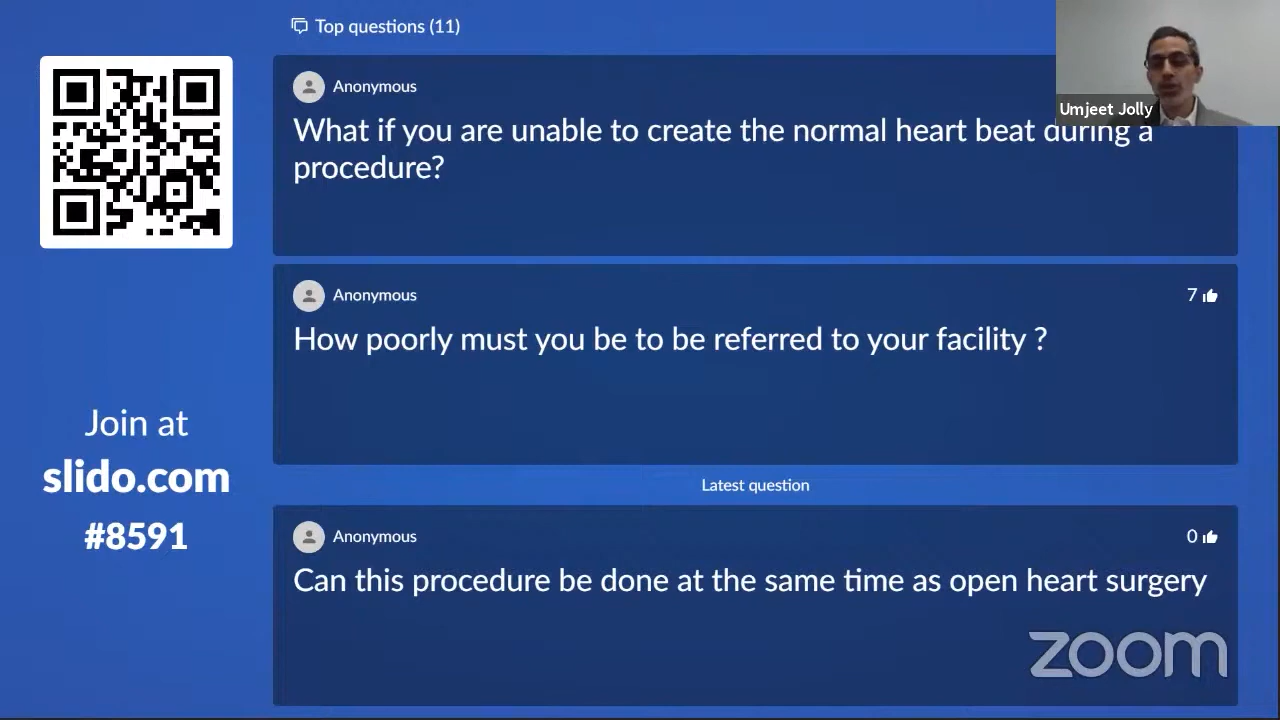 Top questions (11)
Anonymous
What if you are unable to create the normal heart beat during a
procedure?
Umjeet Jolly
Anonymous
7
How poorly must you be to be referred to your facility ?
Join at
slido.com
#8591
Latest question
Anonymous
0
Can this procedure be done at the same time as open heart surgery
zoom